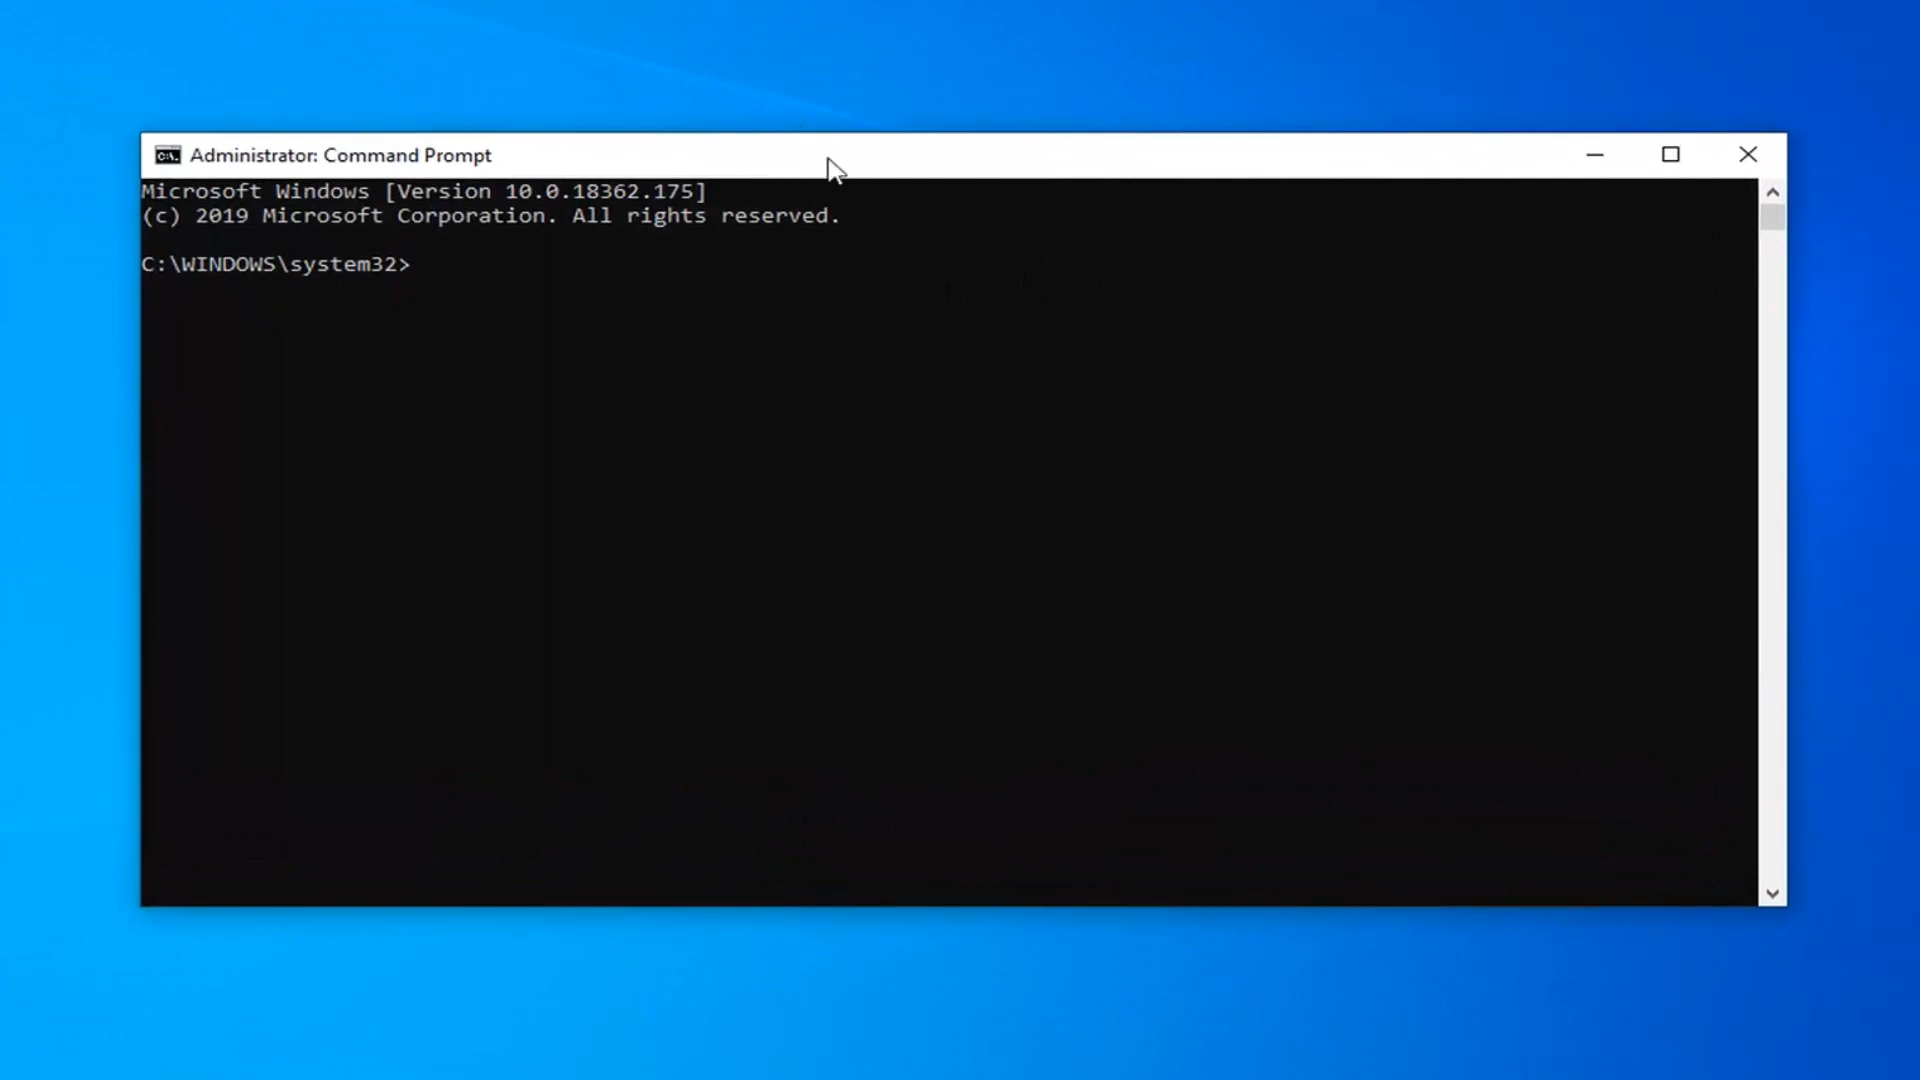 Administrator: Command Prompt
Microsoft Windows [Version 10.0.18362.175]
(c) 2019 Microsoft Corporation. All rights reserved.
C:\WINDOWS\system32>